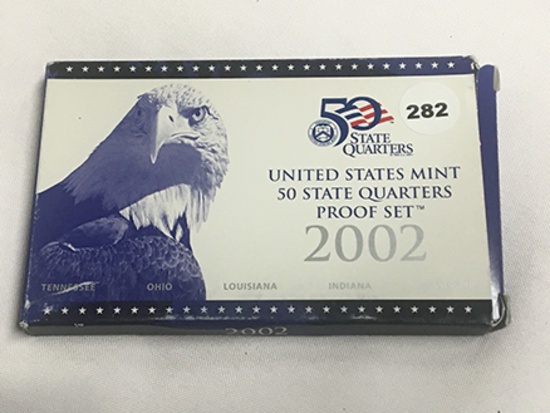 50
STATE
QUARTERS
282
UNITED STATES MINT
50 STATE QUARTERS
PROOF SET™
2002
TENNESSEE OHIO LOUISIANA INDIANA
2002